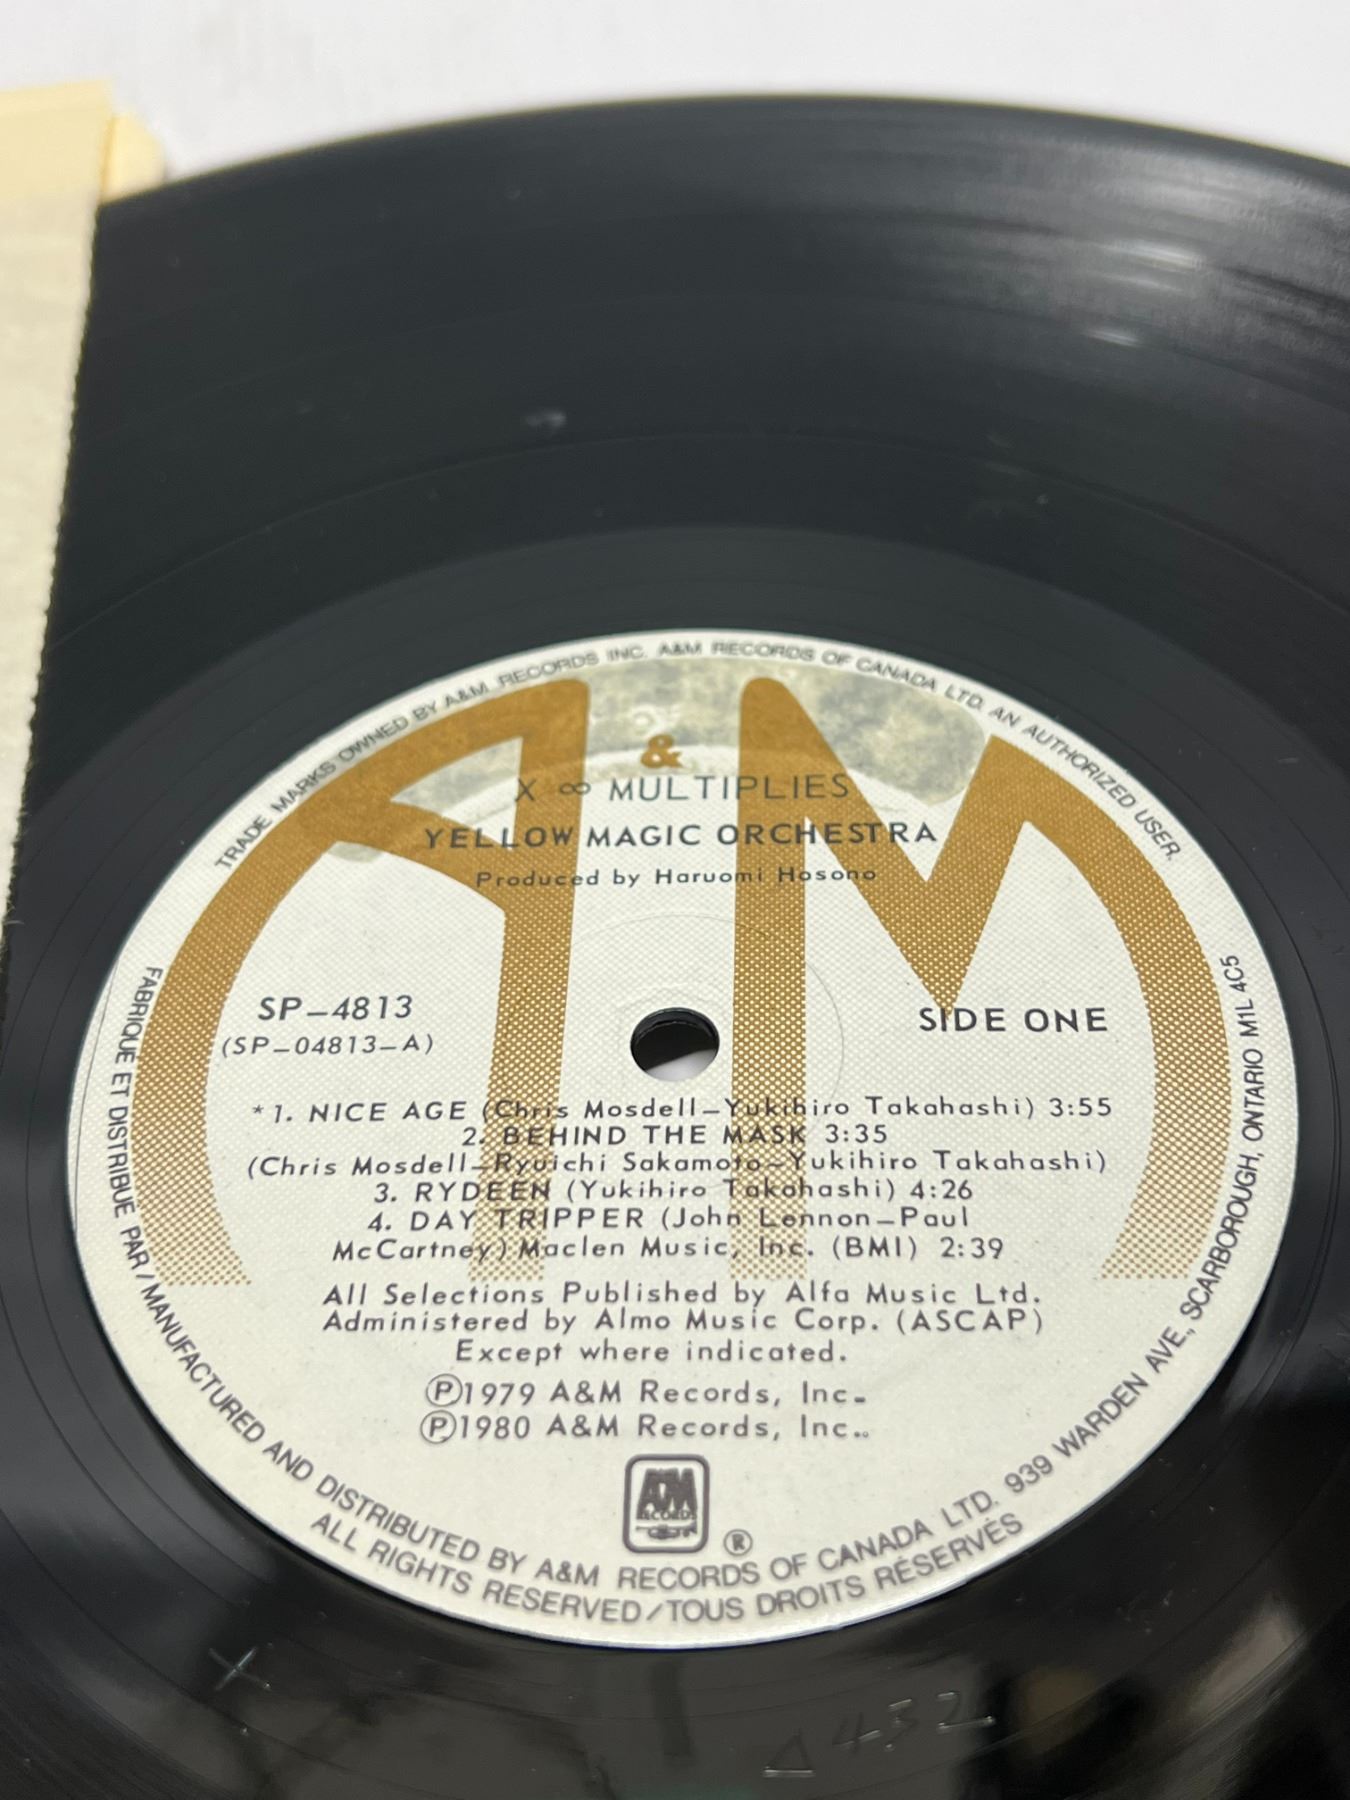 TRADE MARKS OWNED BY A&M RECORDS INC. A&M RECORDS OF CANADA LTD. AN AUTHORIZED USER.
A & M
X ∞ MULTIPLIES
YELLOW MAGIC ORCHESTRA
Produced by Haruomi Hosono
SP-4813
(SP-04813-A)
SIDE ONE
*1. NICE AGE (Chris Mosdell-Yukihiro Takahashi) 3:55
2. BEHIND THE MASK 3:35
(Chris Mosdell-Ryuichi Sakamoto-Yukihiro Takahashi)
3. RYDEEN (Yukihiro Takahashi) 4:26
4. DAY TRIPPER (John Lennon-Paul
McCartney) Maclen Music, Inc. (BMI) 2:39
All Selections Published by Alfa Music Ltd.
Administered by Almo Music Corp. (ASCAP)
Except where indicated.
Ⓟ1979 A&M Records, Inc.
Ⓟ1980 A&M Records, Inc..
A&M
RECORDS
®
FABRIQUÉ ET DISTRIBUÉ PAR/MANUFACTURED AND DISTRIBUTED BY A&M RECORDS OF CANADA LTD. 939 WARDEN AVE., SCARBOROUGH, ONTARIO M1L 4C5
ALL RIGHTS RESERVED/TOUS DROITS RÉSERVÉS
Δ432